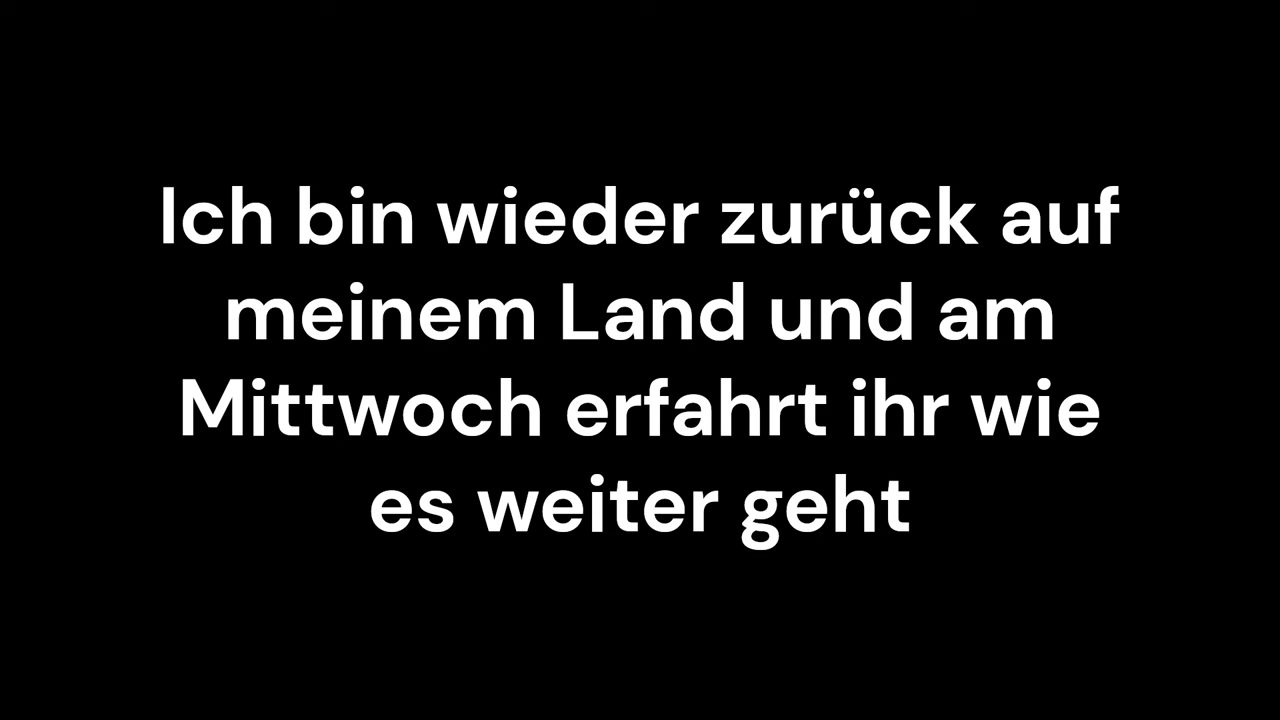 Ich bin wieder zurück auf
meinem Land und am
Mittwoch erfahrt ihr wie
es weiter geht